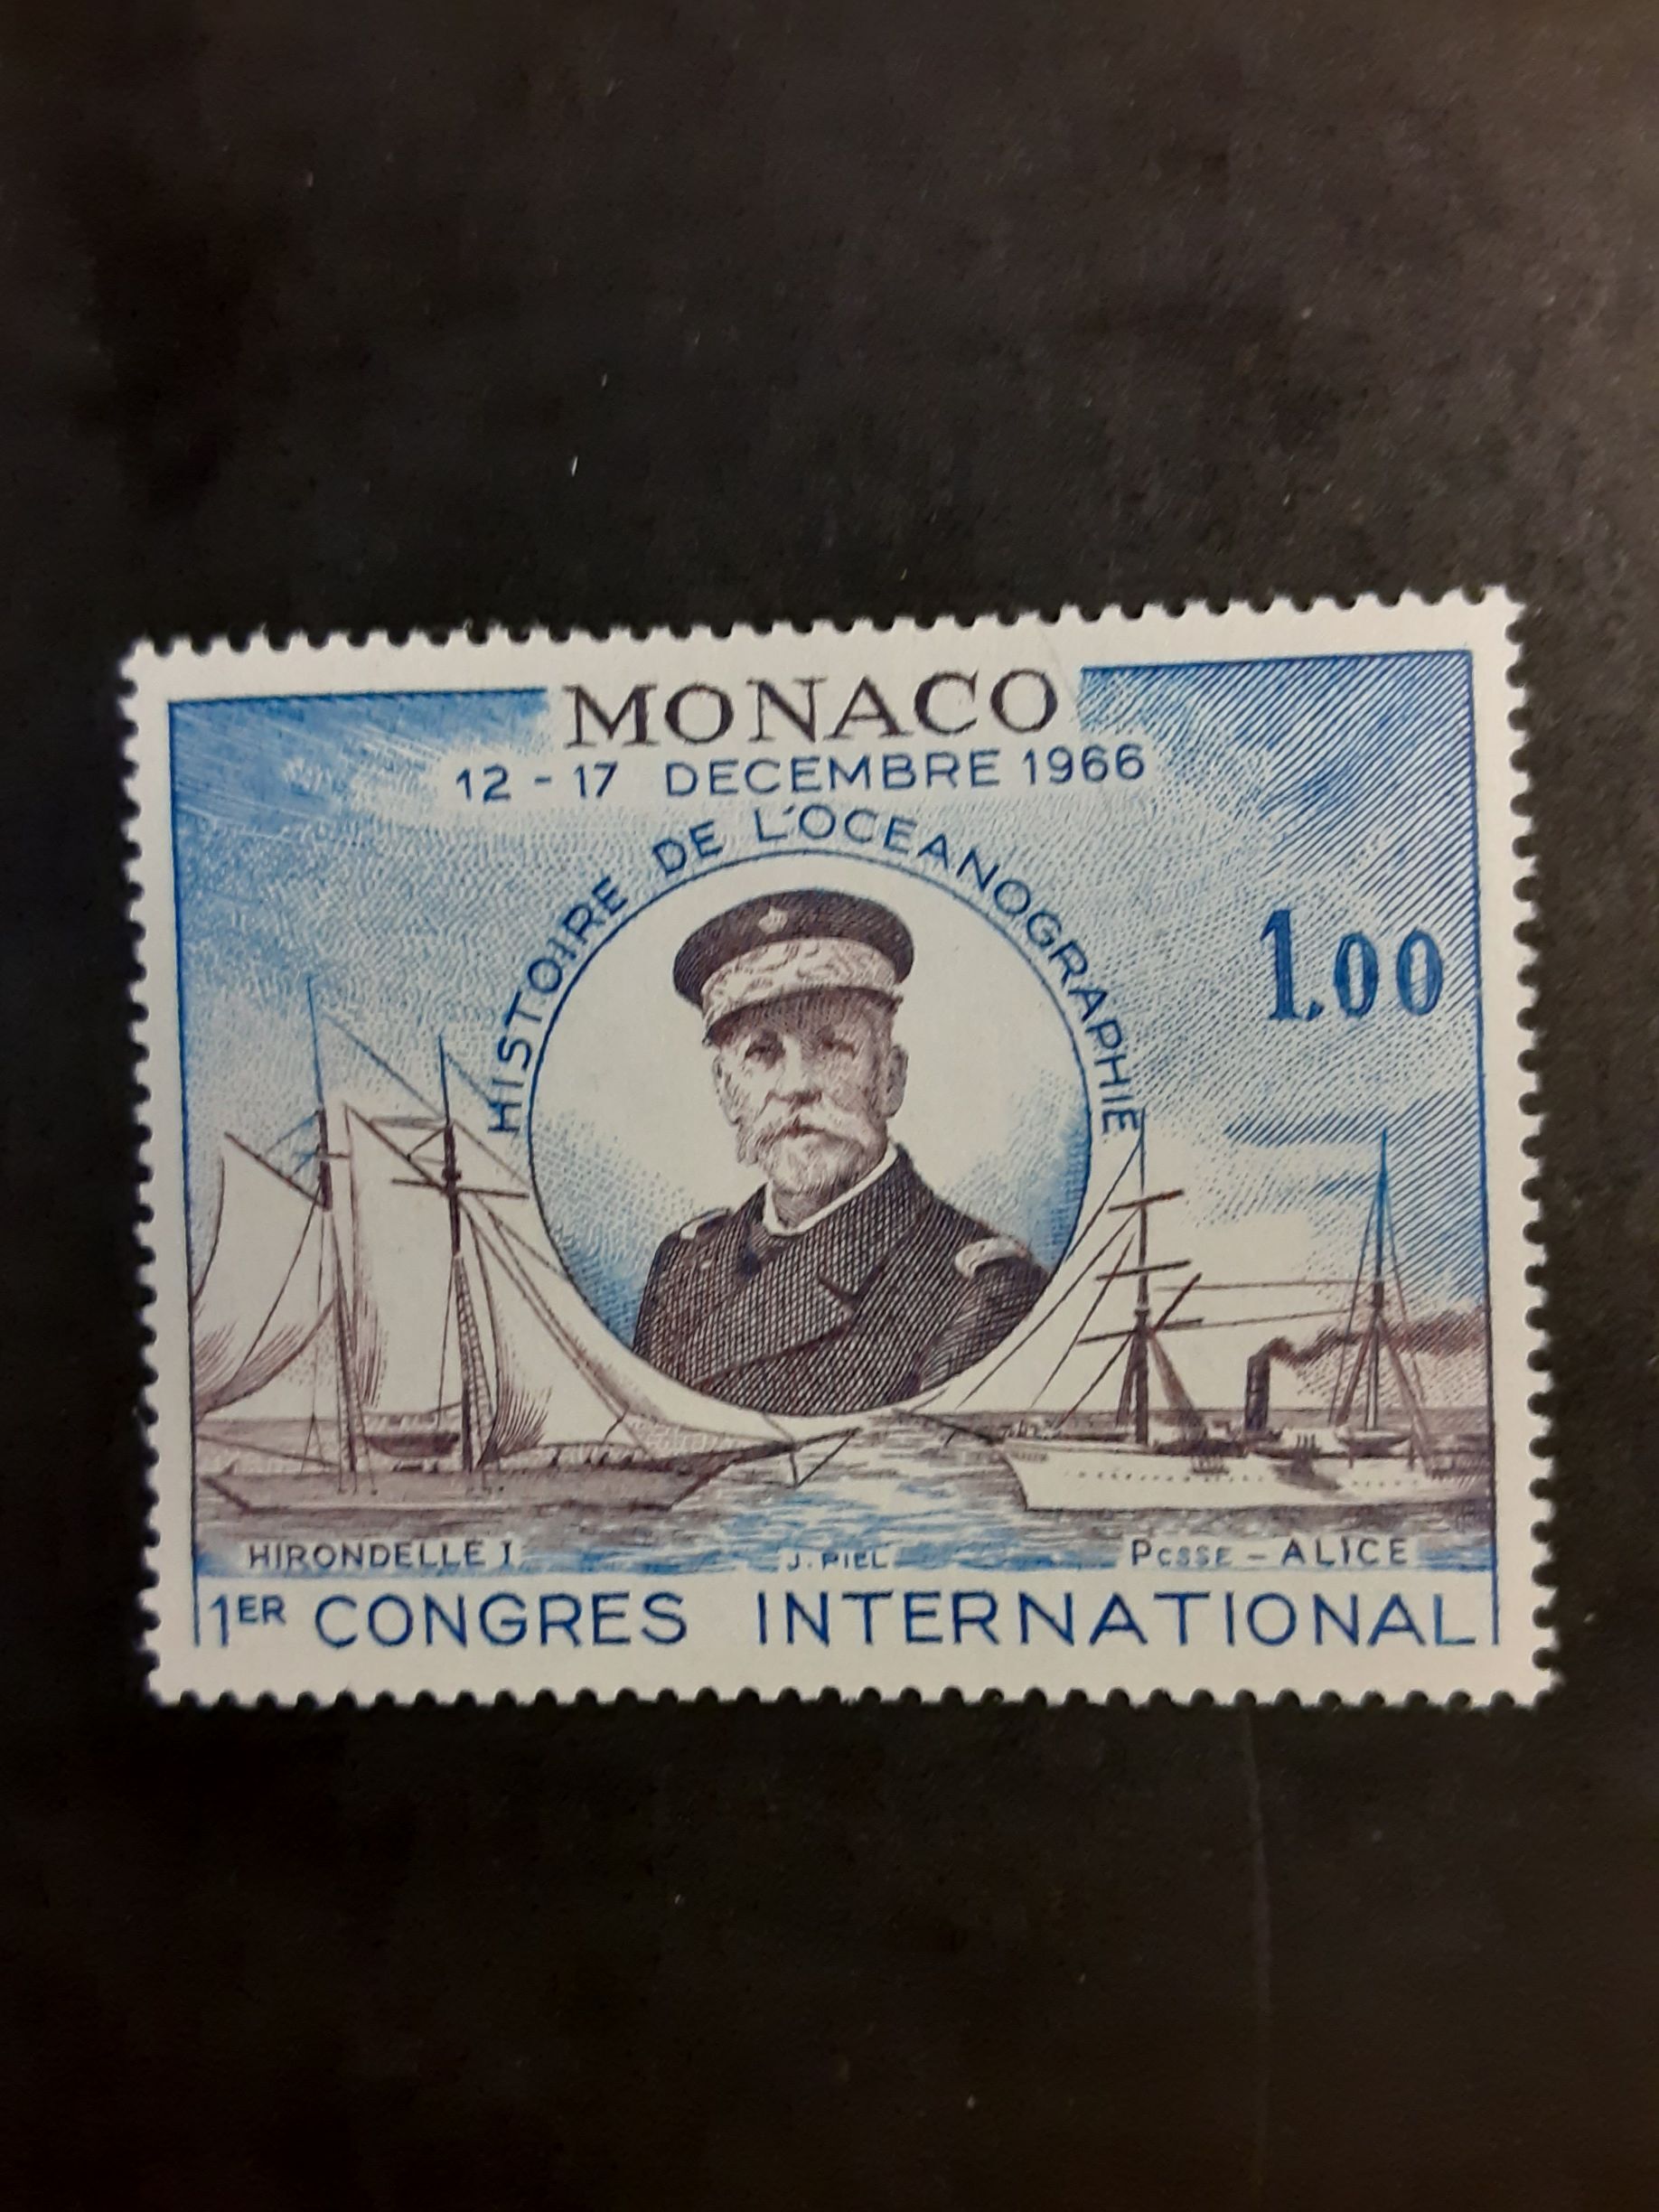 MONACO
12 - 17 DECEMBRE 1966
HISTOIRE DE L'OCEANOGRAPHIE
1.00
HIRONDELLE I
J. PIEL
PCSSE - ALICE
1ER CONGRES INTERNATIONAL